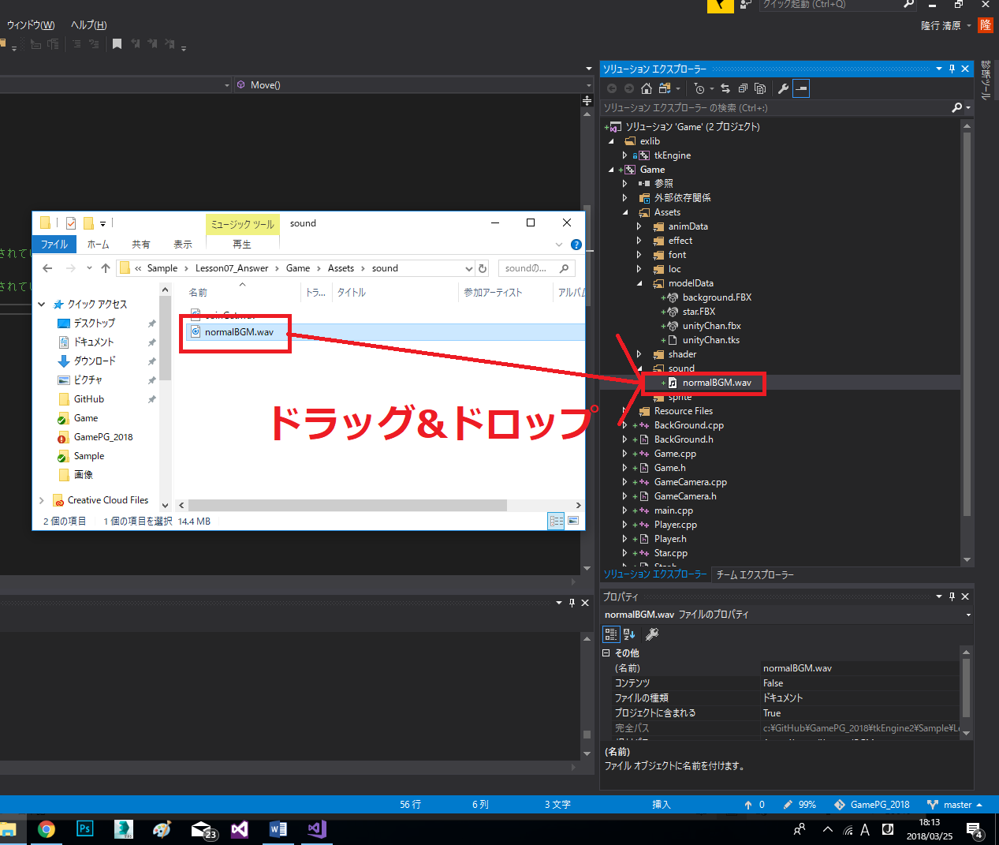 クイック起動 (Ctrl+Q)
ウィンドウ(W) ヘルプ(H)
隆行 清原 隆
Move()
ソリューション エクスプローラー
診断ツール
ソリューション エクスプローラー の検索 (Ctrl+:)
ソリューション 'Game' (2 プロジェクト)
exlib
tkEngine
Game
参照
外部依存関係
Assets
animData
effect
font
loc
modelData
background.FBX
star.FBX
unityChan.fbx
unityChan.tks
shader
sound
normalBGM.wav
sprite
Resource Files
BackGround.cpp
BackGround.h
Game.cpp
Game.h
GameCamera.cpp
GameCamera.h
main.cpp
Player.cpp
Player.h
Star.cpp
Star.h
ソリューション エクスプローラー チーム エクスプローラー
されてい
されてい
ミュージック ツール sound
ファイル ホーム 共有 表示 再生
« Sample › Lesson07_Answer › Game › Assets › sound
soundの...
名前 トラ... タイトル 参加アーティスト アルバム
normalBGM.wav
クイック アクセス
デスクトップ
ドキュメント
ダウンロード
ピクチャ
GitHub
Game
GamePG_2018
Sample
画像
Creative Cloud Files
2 個の項目 1 個の項目を選択 14.4 MB
ドラッグ&ドロップ
プロパティ
normalBGM.wav ファイルのプロパティ
その他
(名前) normalBGM.wav
コンテンツ False
ファイルの種類 ドキュメント
プロジェクトに含まれる True
完全パス c:¥GitHub¥GamePG_2018¥tkEngine2¥Sample¥Le
(名前)
ファイル オブジェクトに名前を付けます。
56 行 6 列 3 文字 挿入 0 99% GamePG_2018 master
Ps 23 A 18:13
2018/03/25 4